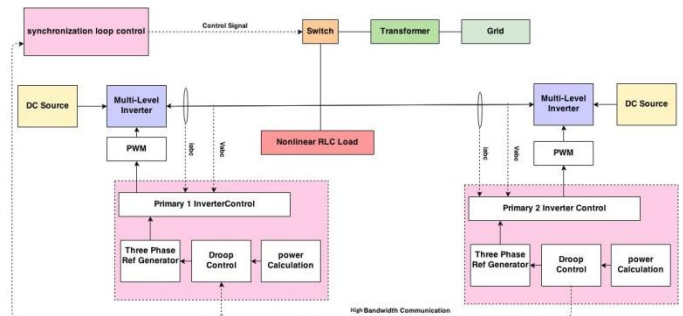 synchronization loop control
Control Signal
Switch
Transformer
Grid
DC Source
Multi-Level
Inverter
Multi-Level
Inverter
DC Source
PWM
Iabc
Vabc
Nonlinear RLC Load
Iabc
Vabc
PWM
Primary 1 InverterControl
Primary 2 Inverter Control
Three Phase
Ref Generator
Droop
Control
power
Calculation
Three Phase
Ref Generator
Droop
Control
power
Calculation
High Bandwidth Communication